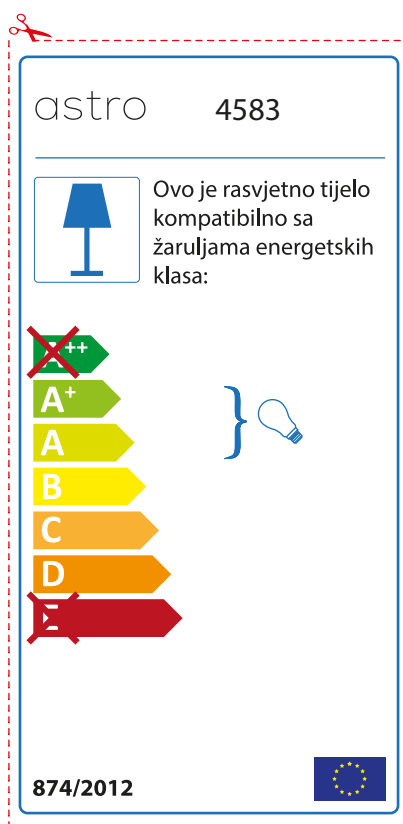 astro 4583
Ovo je rasvjetno tijelo
kompatibilno sa
žaruljama energetskih
klasa:
A++
A+
A
B
C
D
E
874/2012